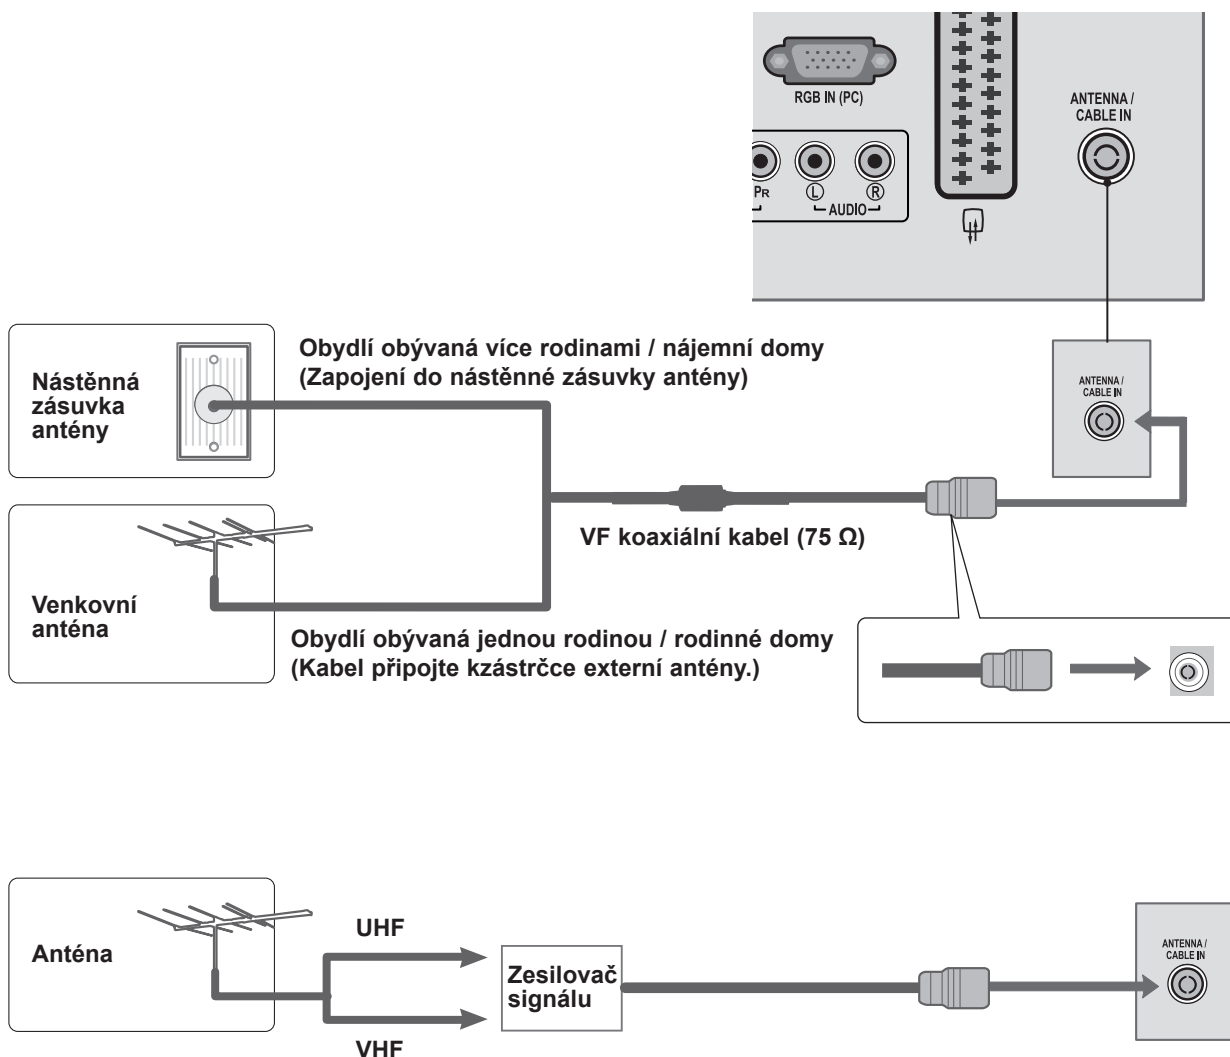 RGB IN (PC)
ANTENNA /
CABLE IN
PR
L
R
AUDIO
Nástěnná
zásuvka
antény
Obydlí obývaná více rodinami / nájemní domy
(Zapojení do nástěnné zásuvky antény)
ANTENNA /
CABLE IN
VF koaxiální kabel (75 Ω)
Venkovní
anténa
Obydlí obývaná jednou rodinou / rodinné domy
(Kabel připojte kzástrčce externí antény.)
Anténa
UHF
VHF
Zesilovač
signálu
ANTENNA /
CABLE IN